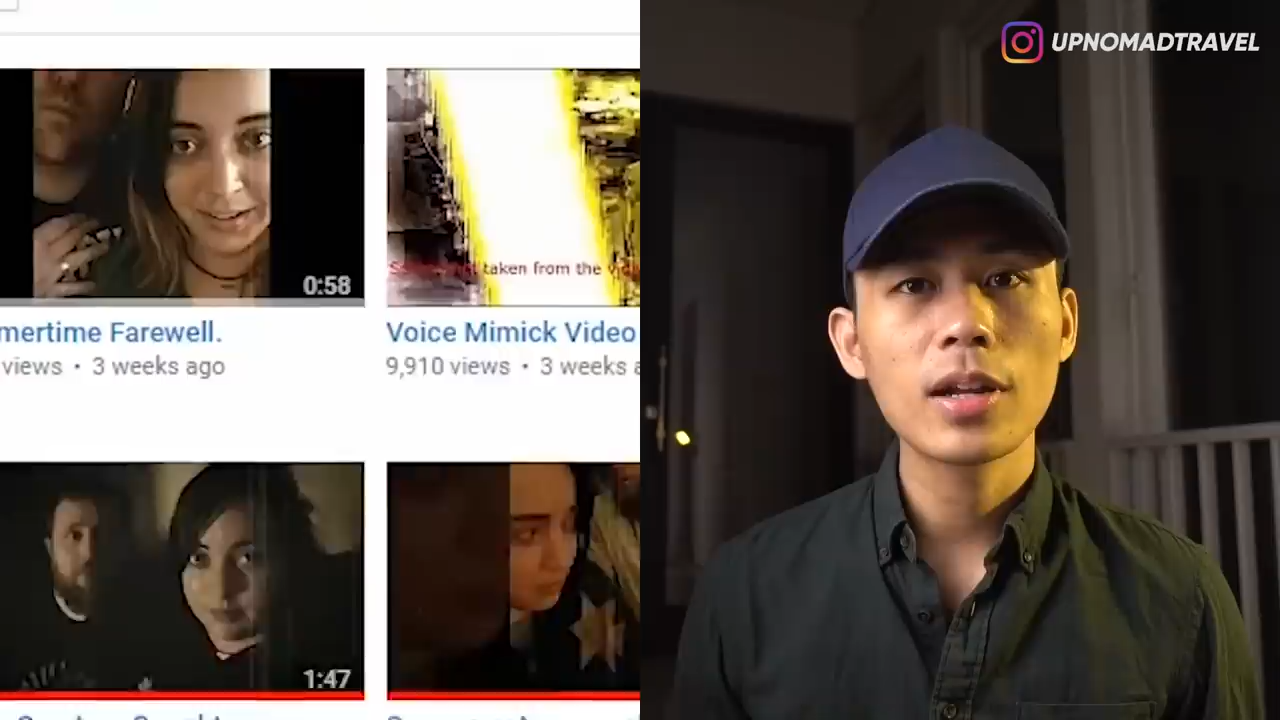 UPNOMADTRAVEL
0:58
taken from the
mertime Farewell.
Voice Mimick Video
views • 3 weeks ago
9,910 views • 3 weeks
1:47